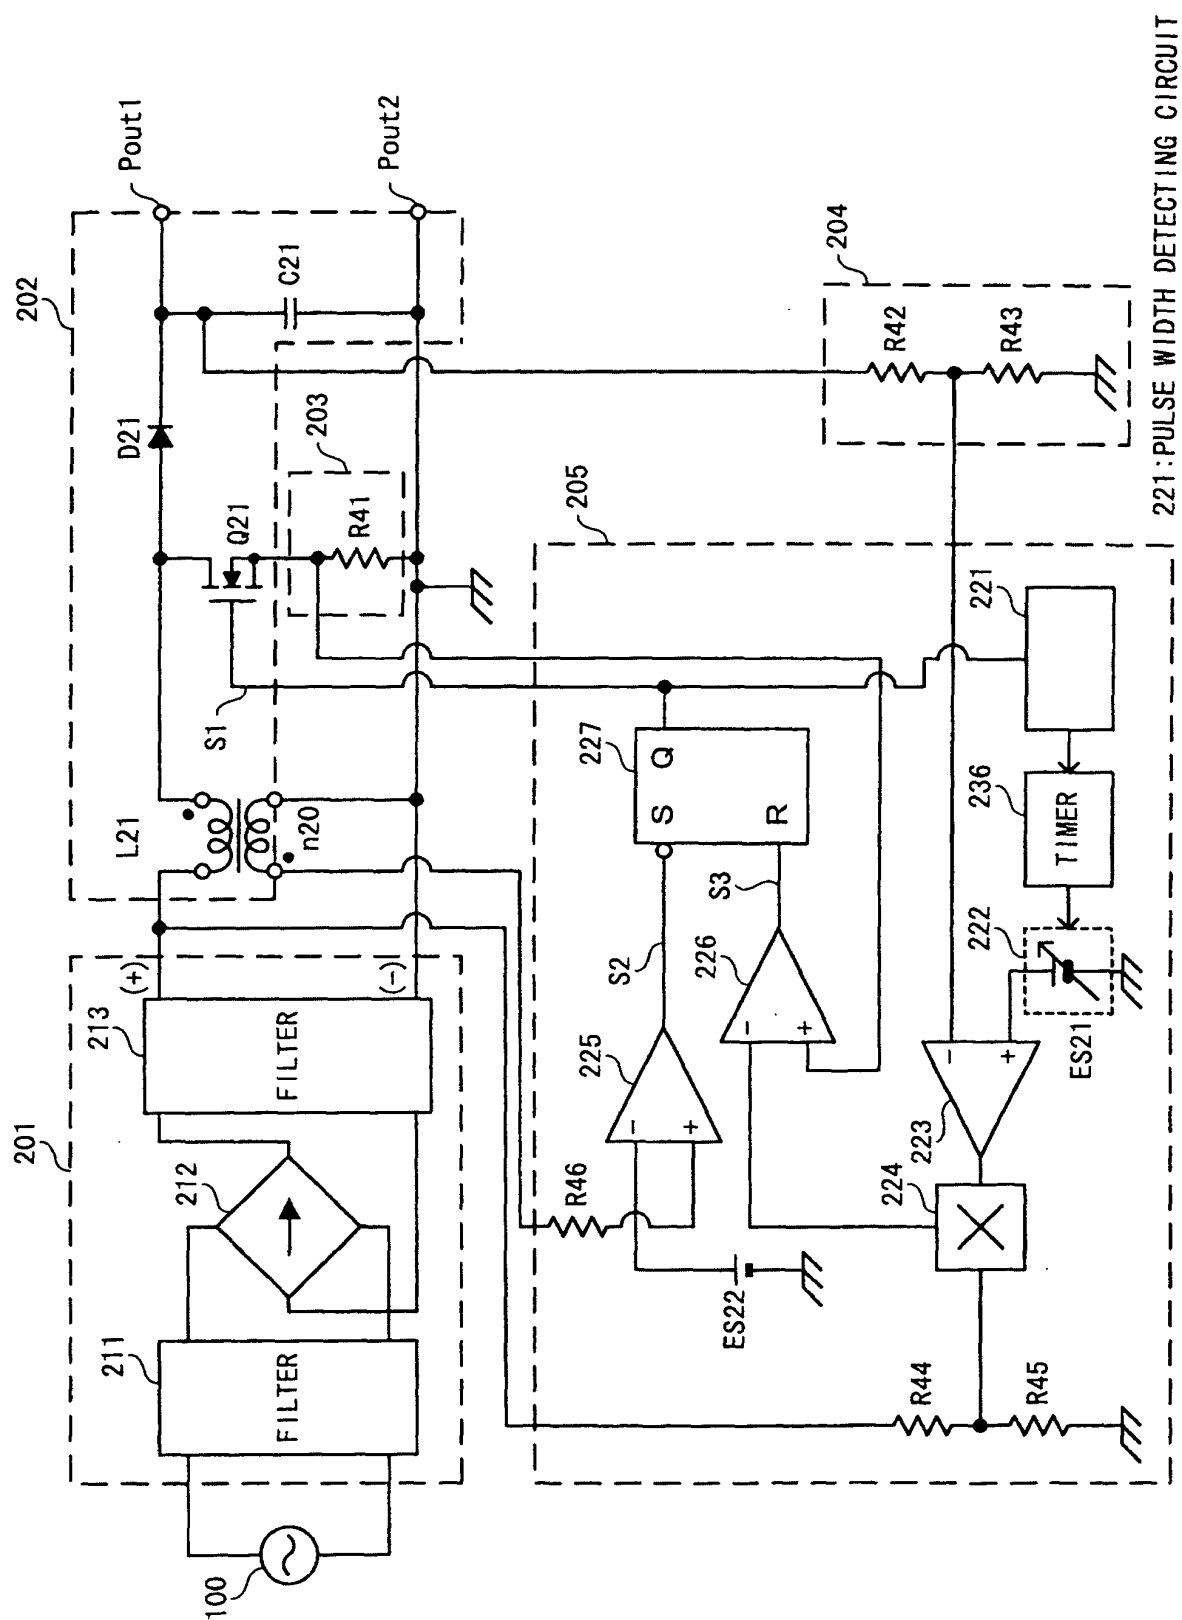 202
Pout1
Pout2
201
(+)
(-)
213
FILTER
212
211
FILTER
100
L21
n20
S1
Q21
D21
C21
203
R41
204
R42
R43
205
227
S
Q
R
S2
S3
225
-
+
226
-
+
R46
ES22
221
236
TIMER
222
ES21
223
-
+
224
R44
R45
221:PULSE WIDTH DETECTING CIRCUIT